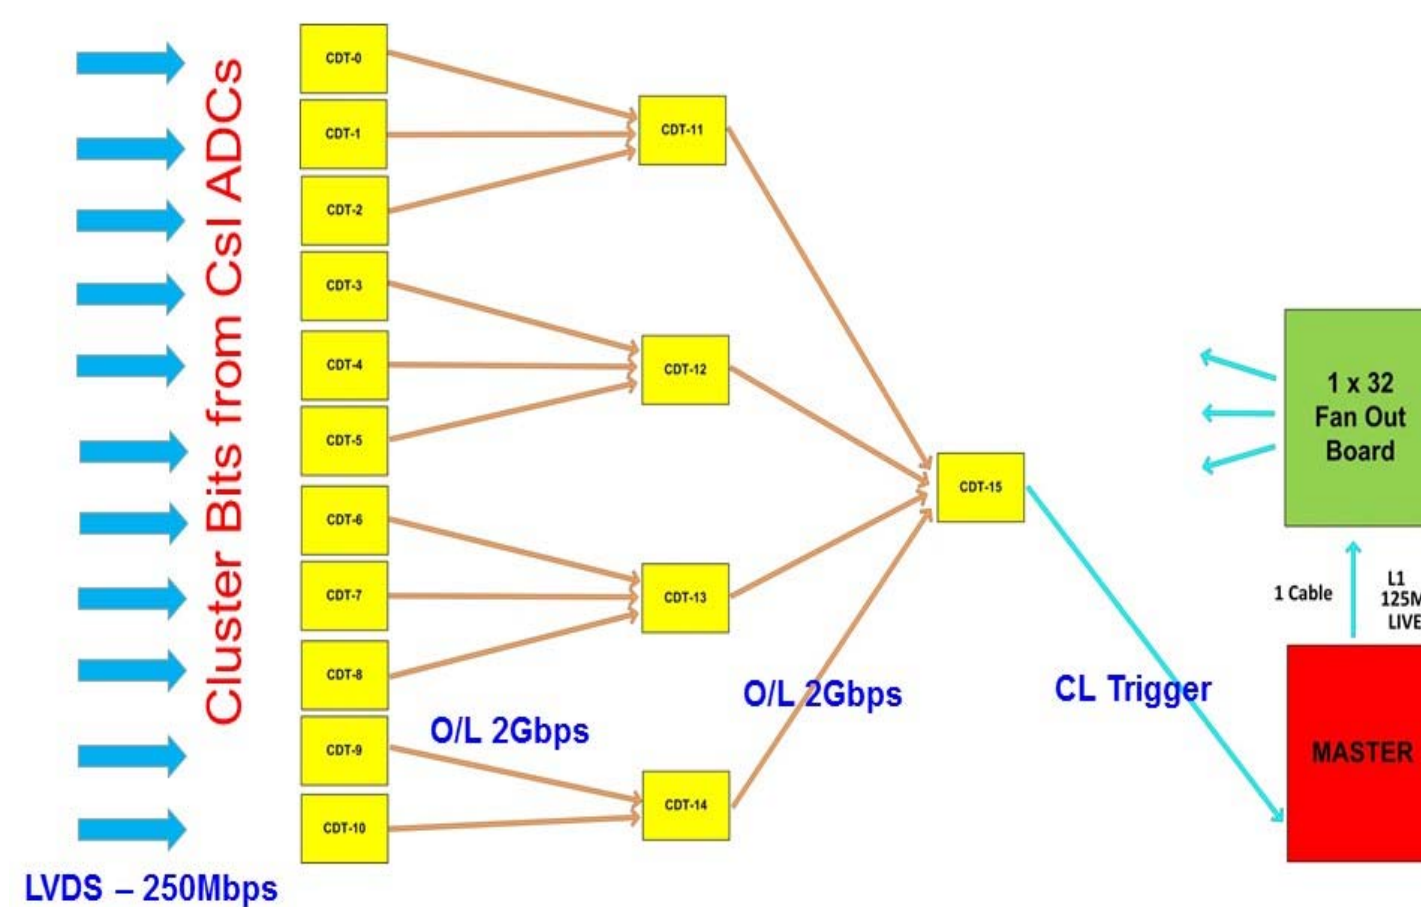 Cluster Bits from CsI ADCs
CDT-0
CDT-1
CDT-2
CDT-3
CDT-4
CDT-5
CDT-6
CDT-7
CDT-8
CDT-9
CDT-10
LVDS – 250Mbps
CDT-11
CDT-12
CDT-13
CDT-14
O/L 2Gbps
O/L 2Gbps
CDT-15
CL Trigger
1 x 32
Fan Out
Board
1 Cable
L1
125M
LIVE
MASTER